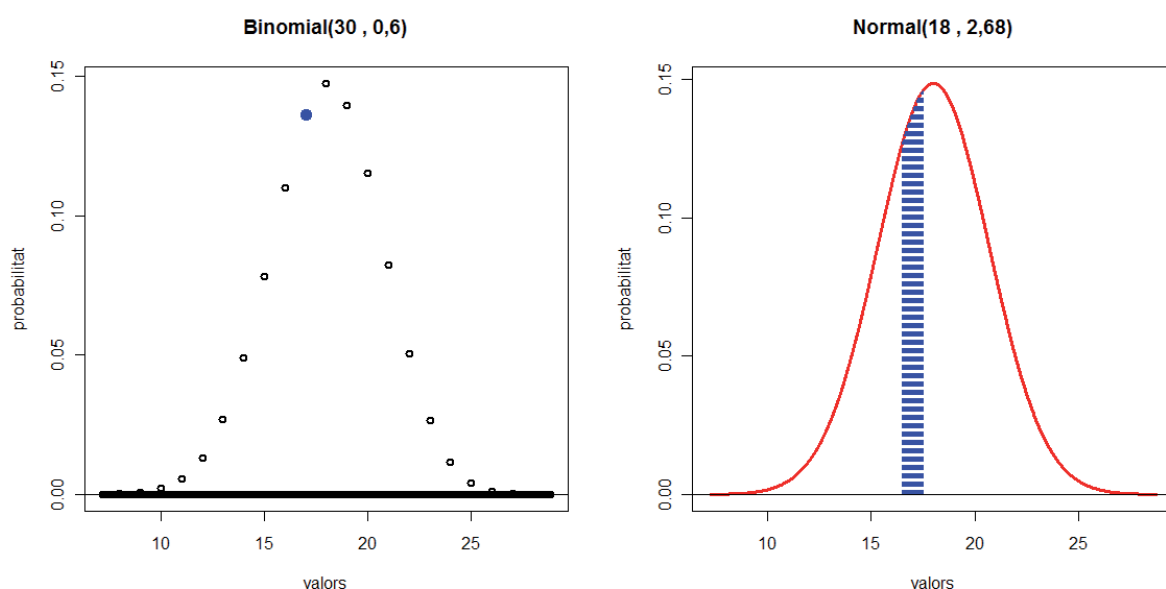 Binomial(30 , 0,6)
probabilitat
0.15
0.10
0.05
0.00
10 15 20 25
valors
Normal(18 , 2,68)
probabilitat
0.15
0.10
0.05
0.00
10 15 20 25
valors